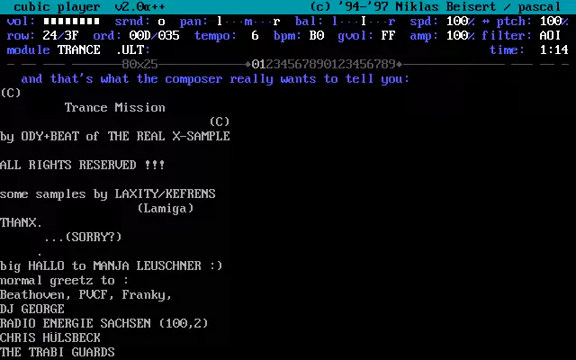 cubic player v2.0α++ (c) '94-'97 Niklas Beisert / pascal
vol: ■■■■■■■■ srnd: o pan: l···m···r bal: l···I···r spd: 100% ↔ ptch: 100%
row: 24/3F ord: 00D/035 tempo: 6 bpm: B0 gvol: FF amp: 100% filter: AOI
module TRANCE .ULT: time: 1:14
80x25 ♦01234567890123456789♦
and that's what the composer really wants to tell you:
(C)
Trance Mission
(C)
by ODY+BEAT of THE REAL X-SAMPLE
ALL RIGHTS RESERVED !!!
some samples by LAXITY/KEFRENS
(Lamiga)
THANX.
...(SORRY?)
.
big HALLO to MANJA LEUSCHNER :)
normal greetz to :
Beathoven, PVCF, Franky,
DJ GEORGE
RADIO ENERGIE SACHSEN (100,2)
CHRIS HÜLSBECK
THE TRABI GUARDS